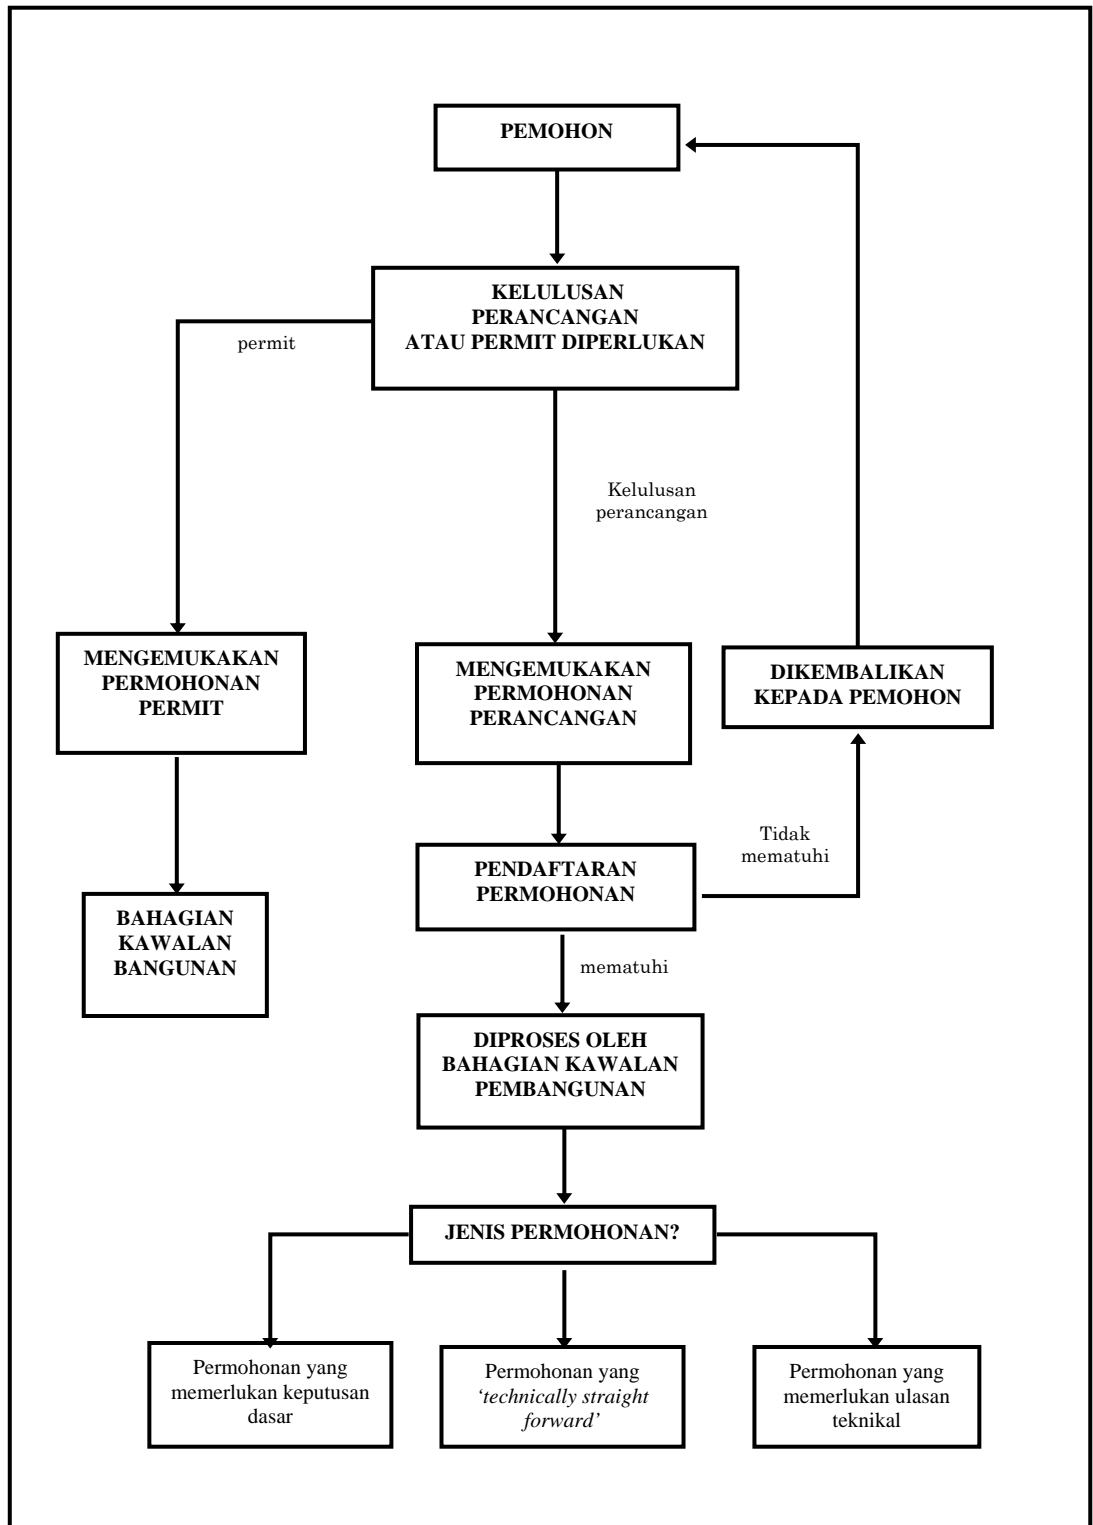 PEMOHON
KELULUSAN
PERANCANGAN
ATAU PERMIT DIPERLUKAN
permit
Kelulusan
perancangan
MENGEMUKAKAN
PERMOHONAN
PERMIT
MENGEMUKAKAN
PERMOHONAN
PERANCANGAN
DIKEMBALIKAN
KEPADA PEMOHON
Tidak
mematuhi
PENDAFTARAN
PERMOHONAN
BAHAGIAN
KAWALAN
BANGUNAN
mematuhi
DIPROSES OLEH
BAHAGIAN KAWALAN
PEMBANGUNAN
JENIS PERMOHONAN?
Permohonan yang
memerlukan keputusan
dasar
Permohonan yang
‘technically straight
forward’
Permohonan yang
memerlukan ulasan
teknikal